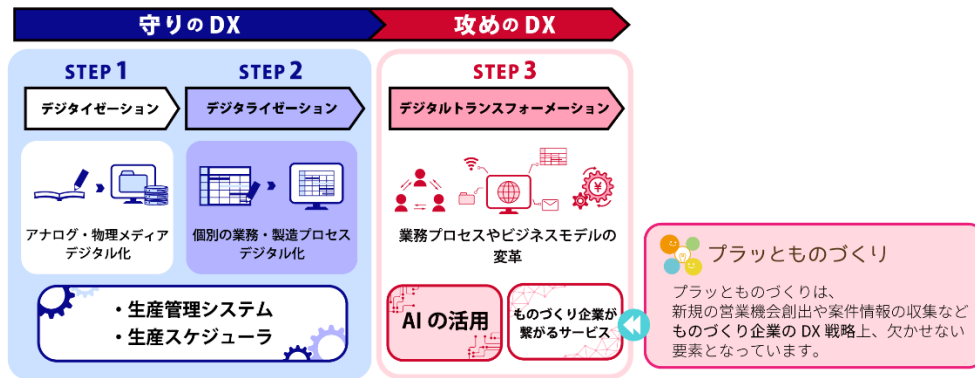 守りのDX
攻めのDX
STEP 1
デジタイゼーション
アナログ・物理メディア
デジタル化
STEP 2
デジタライゼーション
個別の業務・製造プロセス
デジタル化
・生産管理システム
・生産スケジューラ
STEP 3
デジタルトランスフォーメーション
¥
業務プロセスやビジネスモデルの
変革
AIの活用
ものづくり企業が
繋がるサービス
プラッとものづくり
プラッとものづくりは、
新規の営業機会創出や案件情報の収集など
ものづくり企業のDX戦略上、欠かせない
要素となっています。